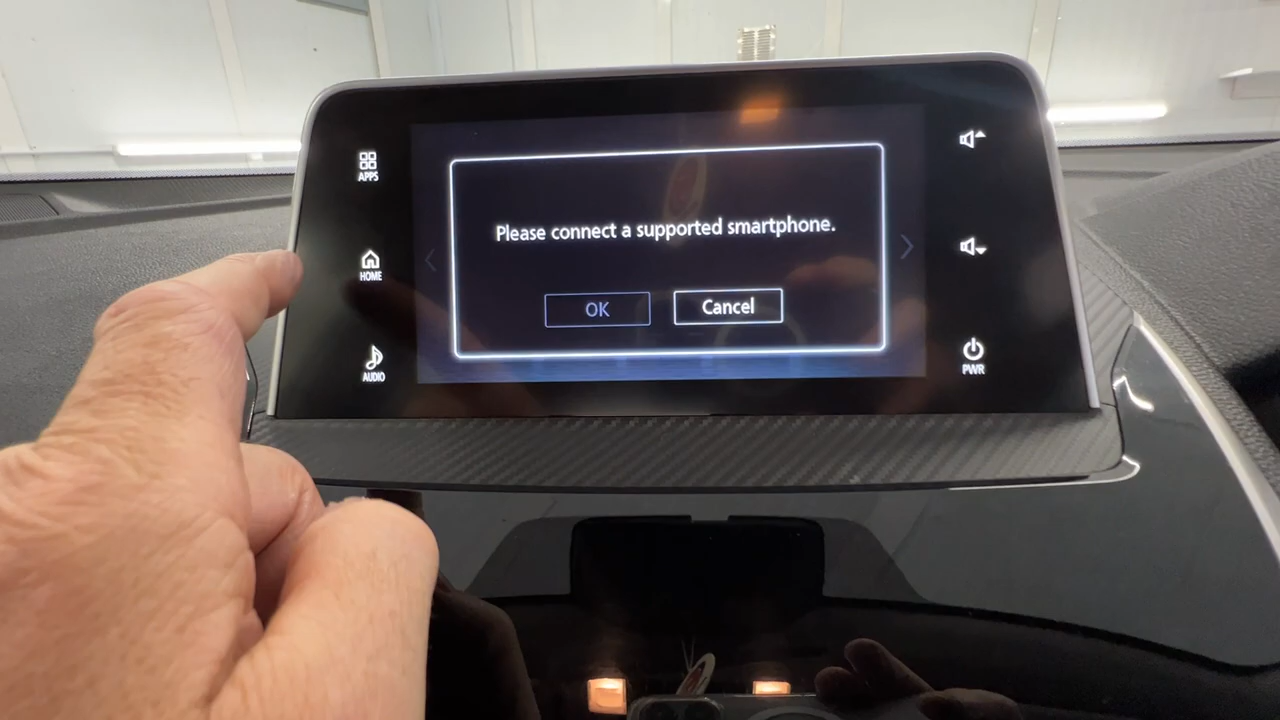 APPS
HOME
AUDIO
Please connect a supported smartphone.
OK
Cancel
PWR